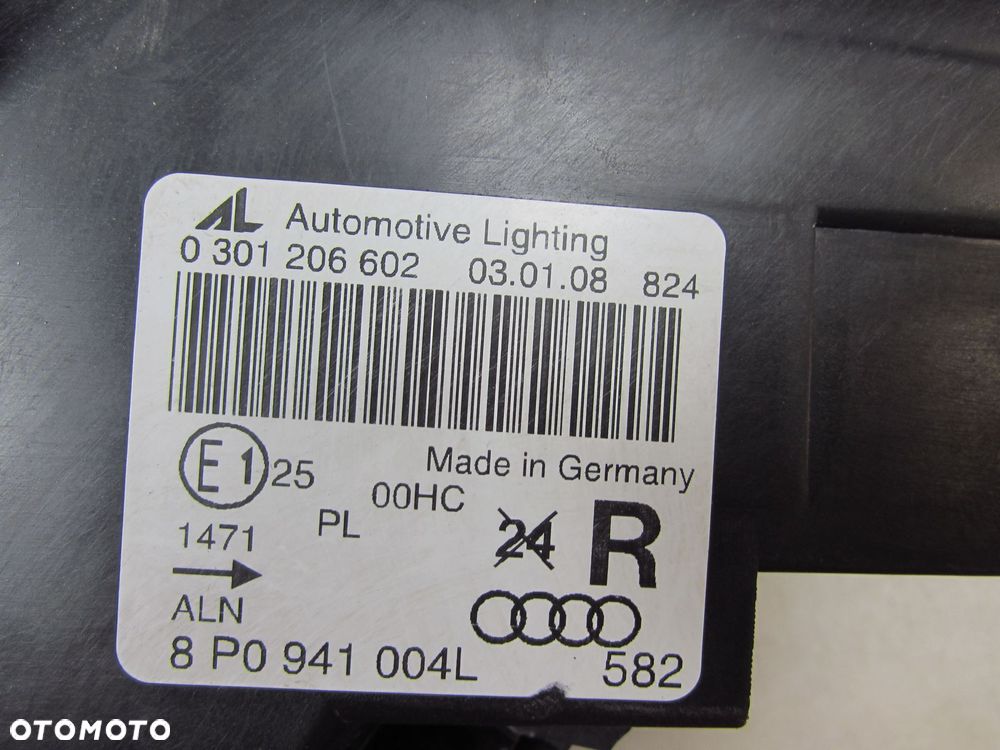 AL Automotive Lighting
0 301 206 602 03.01.08 824
E1 25 Made in Germany
00HC
PL 24 R
1471
ALN
8 P0 941 004L 582
OTOMOTO